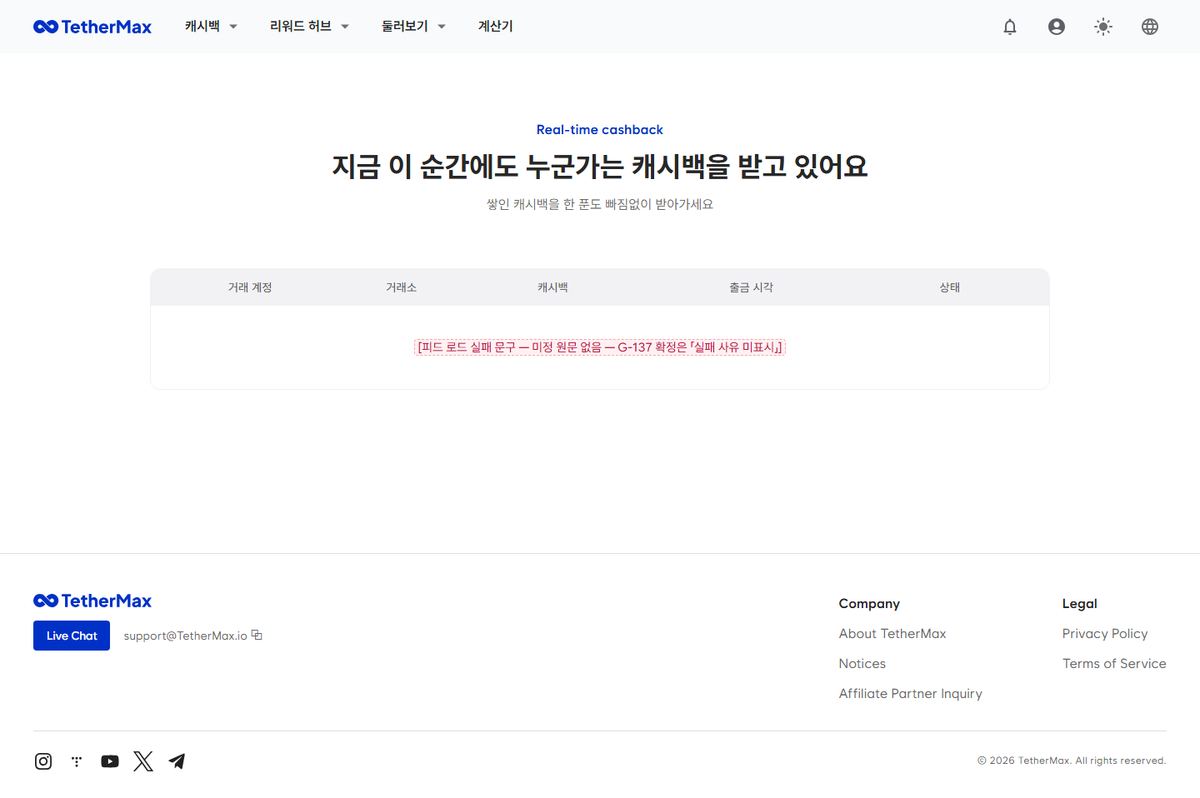 TetherMax
캐시백
리워드 허브
둘러보기
계산기
Real-time cashback
지금 이 순간에도 누군가는 캐시백을 받고 있어요
쌓인 캐시백을 한 푼도 빠짐없이 받아가세요
거래 계정 거래소 캐시백 출금 시각 상태
[피드 로드 실패 문구 — 미정 원문 없음 — G-137 확정은 「실패 사유 미표시」]
TetherMax
Live Chat
support@TetherMax.io
Company
About TetherMax
Notices
Affiliate Partner Inquiry
Legal
Privacy Policy
Terms of Service
© 2026 TetherMax. All rights reserved.